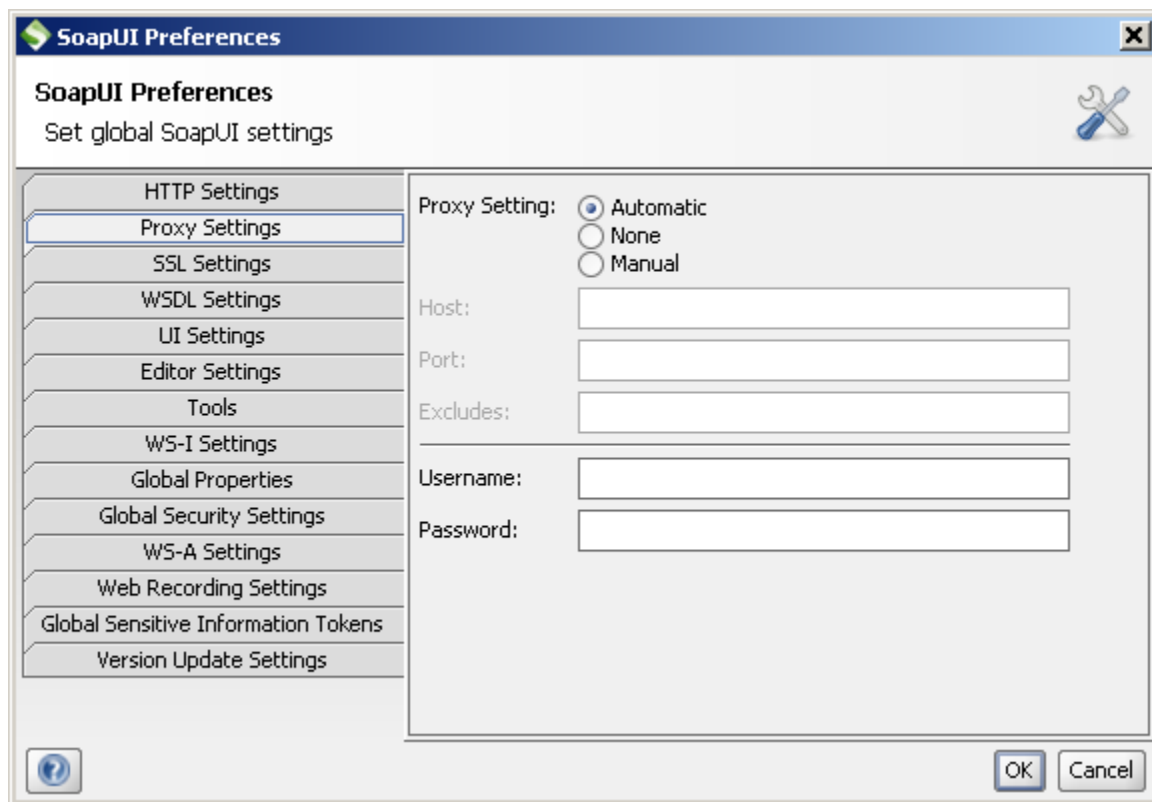 SoapUI Preferences
SoapUI Preferences
Set global SoapUI settings
HTTP Settings
Proxy Settings
SSL Settings
WSDL Settings
UI Settings
Editor Settings
Tools
WS-I Settings
Global Properties
Global Security Settings
WS-A Settings
Web Recording Settings
Global Sensitive Information Tokens
Version Update Settings
Proxy Setting: Automatic
None
Manual
Host:
Port:
Excludes:
Username:
Password:
OK Cancel